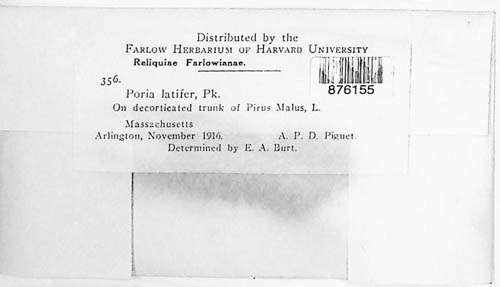 Distributed by the
FARLOW HERBARIUM OF HARVARD UNIVERSITY
Reliquiae Farlowianae.
876155
356.
Poria latifer, Pk.
On decorticated trunk of Pirus Malus, L.
Massachusetts
Arlington, November 1916. A. P. D. Piguet.
Determined by E. A. Burt.